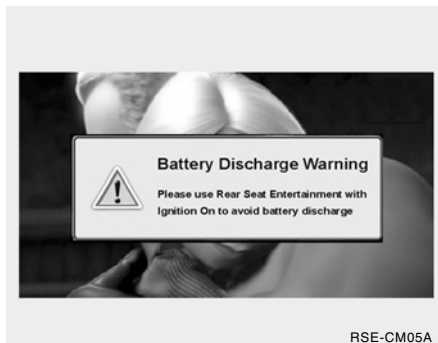 Battery Discharge Warning
Please use Rear Seat Entertainment with
Ignition On to avoid battery discharge
RSE-CM05A